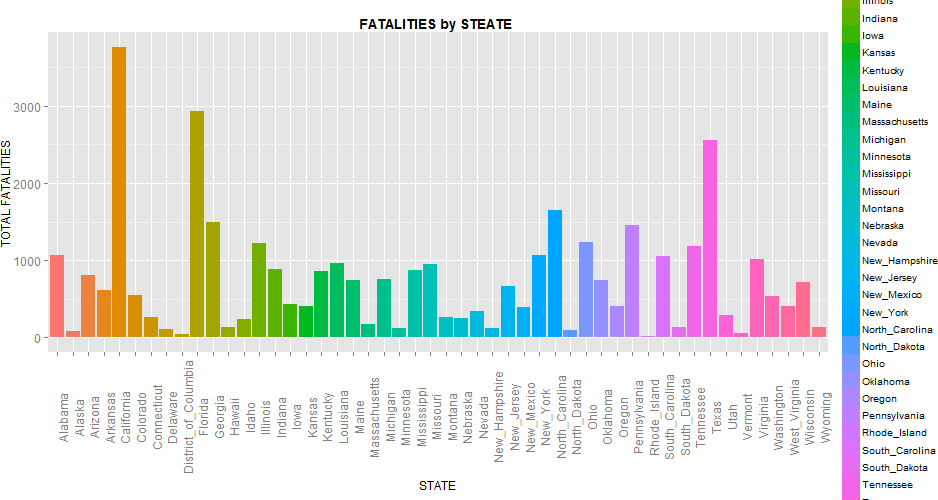 FATALITIES by STEATE
TOTAL FATALITIES
3000
2000
1000
0
Alabama
Alaska
Arizona
Arkansas
California
Colorado
Connecticut
Delaware
District_of_Columbia
Florida
Georgia
Hawaii
Idaho
Illinois
Indiana
Iowa
Kansas
Kentucky
Louisiana
Maine
Massachusetts
Michigan
Minnesota
Mississippi
Missouri
Montana
Nebraska
Nevada
New_Hampshire
New_Jersey
New_Mexico
New_York
North_Carolina
North_Dakota
Ohio
Oklahoma
Oregon
Pennsylvania
Rhode_Island
South_Carolina
South_Dakota
Tennessee
Texas
Utah
Vermont
Virginia
Washington
West_Virginia
Wisconsin
Wyoming
STATE
Illinois
Indiana
Iowa
Kansas
Kentucky
Louisiana
Maine
Massachusetts
Michigan
Minnesota
Mississippi
Missouri
Montana
Nebraska
Nevada
New_Hampshire
New_Jersey
New_Mexico
New_York
North_Carolina
North_Dakota
Ohio
Oklahoma
Oregon
Pennsylvania
Rhode_Island
South_Carolina
South_Dakota
Tennessee